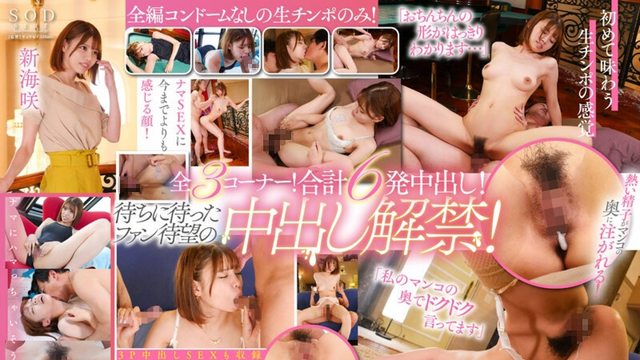 SOD
新海咲
全編コンドームなしの生チンポのみ!
ナマSEXに
今までよりも
感じる顔!
「おちんちんの
形がはっきり
わかります…」
初めて味わう
生チンポの感覚
全3コーナー!合計6発中出し!
待ちに待った
ファン待望の
中出し解禁!
熱い精子がマンコの
奥に注がれる?
「私のマンコの
奥でドクドク
言ってます」
3P中出しSEXも収録